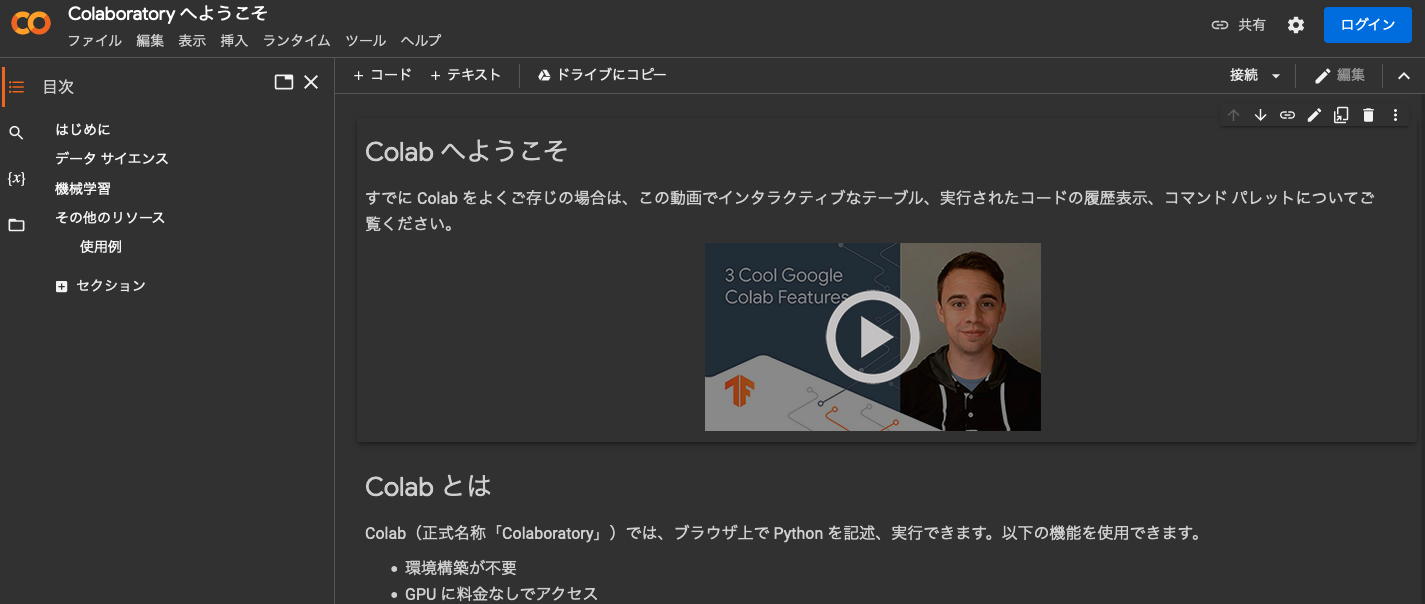 Colaboratory へようこそ
ファイル 編集 表示 挿入 ランタイム ツール ヘルプ
共有
ログイン
目次
はじめに
データ サイエンス
機械学習
その他のリソース
使用例
セクション
+ コード + テキスト ドライブにコピー
接続 編集
Colab へようこそ
すでに Colab をよくご存じの場合は、この動画でインタラクティブなテーブル、実行されたコードの履歴表示、コマンド パレットについてご
覧ください。
3 Cool Google
Colab Features
Colab とは
Colab（正式名称「Colaboratory」）では、ブラウザ上で Python を記述、実行できます。以下の機能を使用できます。
• 環境構築が不要
• GPU に料金なしでアクセス
{x}